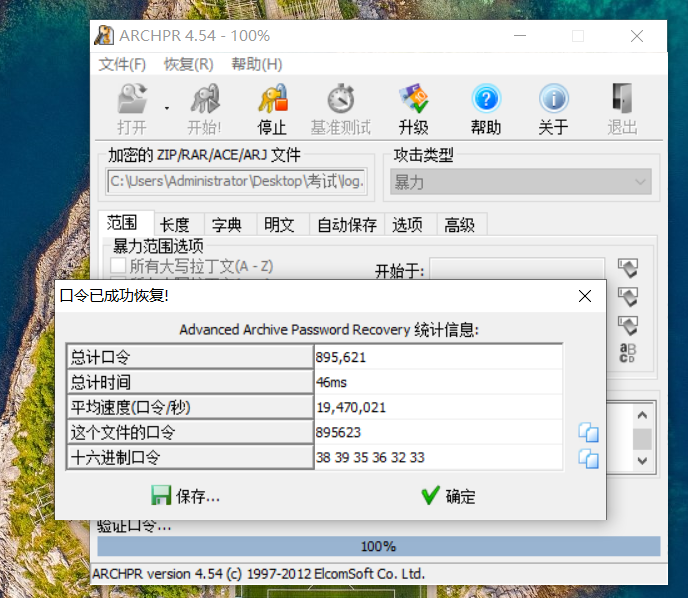 ARCHPR 4.54 - 100%
文件(F) 恢复(R) 帮助(H)
打开 开始! 停止 基准测试 升级 帮助 关于 退出
加密的 ZIP/RAR/ACE/ARJ 文件 攻击类型
C:\Users\Administrator\Desktop\考试\log. 暴力
范围 长度 字典 明文 自动保存 选项 高级
暴力范围选项
所有大写拉丁文(A - Z) 开始于:
口令已成功恢复!
Advanced Archive Password Recovery 统计信息:
总计口令 895,621
总计时间 46ms
平均速度(口令/秒) 19,470,021
这个文件的口令 895623
十六进制口令 38 39 35 36 32 33
保存... 确定
验证口令...
100%
ARCHPR version 4.54 (c) 1997-2012 ElcomSoft Co. Ltd.